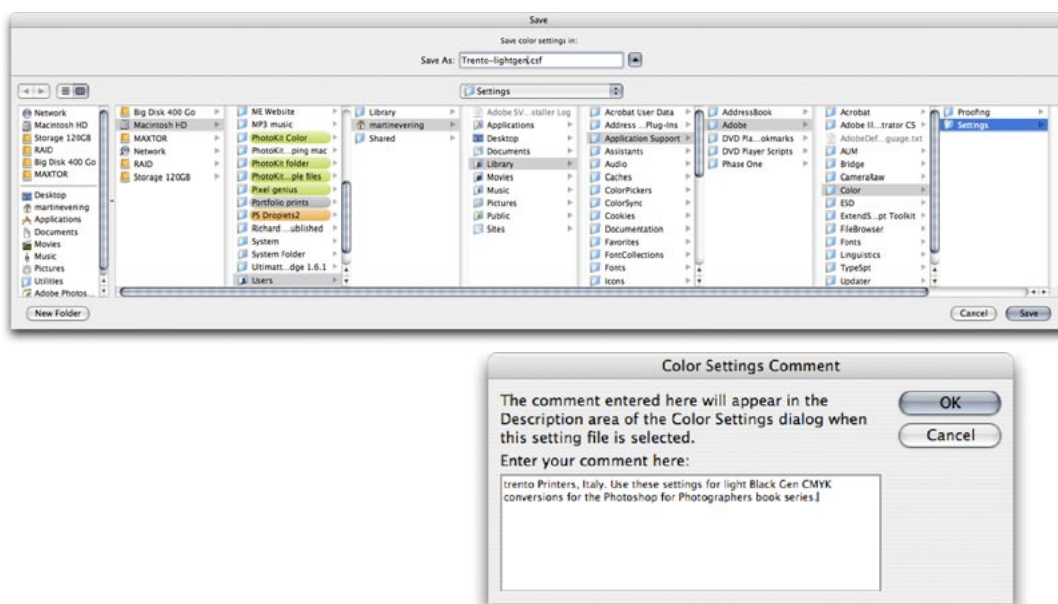 Save
Save color settings in:
Save As: Trento-lightgen.csf
Settings
Network
Macintosh HD
Storage 120GB
RAID
Big Disk 400 Go
MAXTOR
Desktop
martinevening
Applications
Documents
Movies
Music
Pictures
Utilities
Adobe Photos...
Big Disk 400 Go
Macintosh HD
MAXTOR
Network
RAID
Storage 120GB
NE Website
MP3 music
PhotoKit Color
PhotoKit...ping mac
PhotoKit folder
PhotoKit...ple files
Pixel genius
Portfolio prints
PS Droplets2
Richard ...ublished
System
System Folder
Ultimatt...dge 1.6.1
Users
Library
martinevening
Shared
Adobe SV...staller Log
Applications
Desktop
Documents
Library
Movies
Music
Pictures
Public
Sites
Acrobat User Data
Address ...Plug-Ins
Application Support
Assistants
Audio
Caches
ColorPickers
ColorSync
Cookies
Documentation
Favorites
FontCollections
Fonts
Icons
AddressBook
Adobe
DVD Pla...okmarks
DVD Player Scripts
Phase One
Acrobat
Adobe Ill...trator CS
AdobeDef...guage.txt
AUM
Bridge
CameraRaw
Color
ESD
ExtendS...pt Toolkit
FileBrowser
Fonts
Linguistics
TypeSpt
Updater
Proofing
Settings
New Folder
Cancel
Save
Color Settings Comment
The comment entered here will appear in the
Description area of the Color Settings dialog when
this setting file is selected.
Enter your comment here:
OK
Cancel
trento Printers, Italy. Use these settings for light Black Gen CMYK
conversions for the Photoshop for Photographers book series.